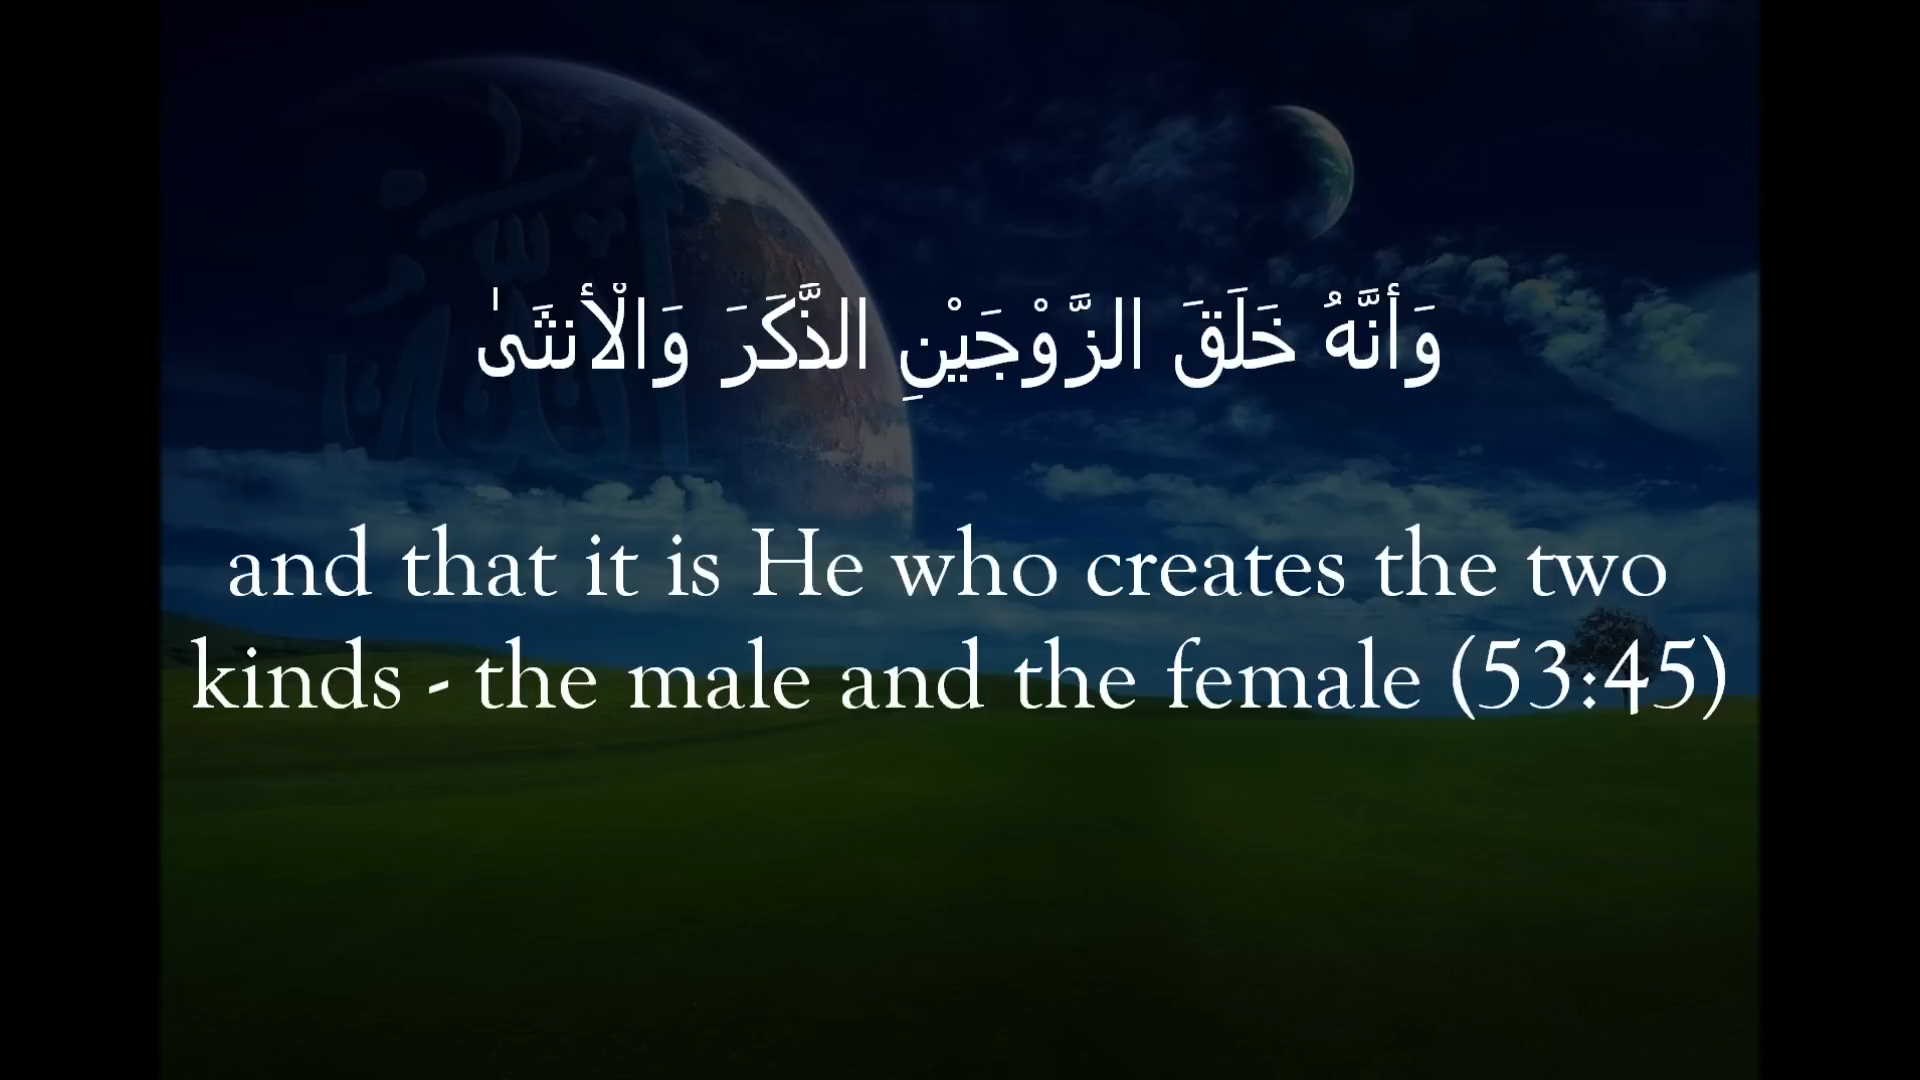 وَأَنَّهُ خَلَقَ الزَّوْجَيْنِ الذَّكَرَ وَالْأُنثَىٰ
and that it is He who creates the two
kinds - the male and the female (53:45)